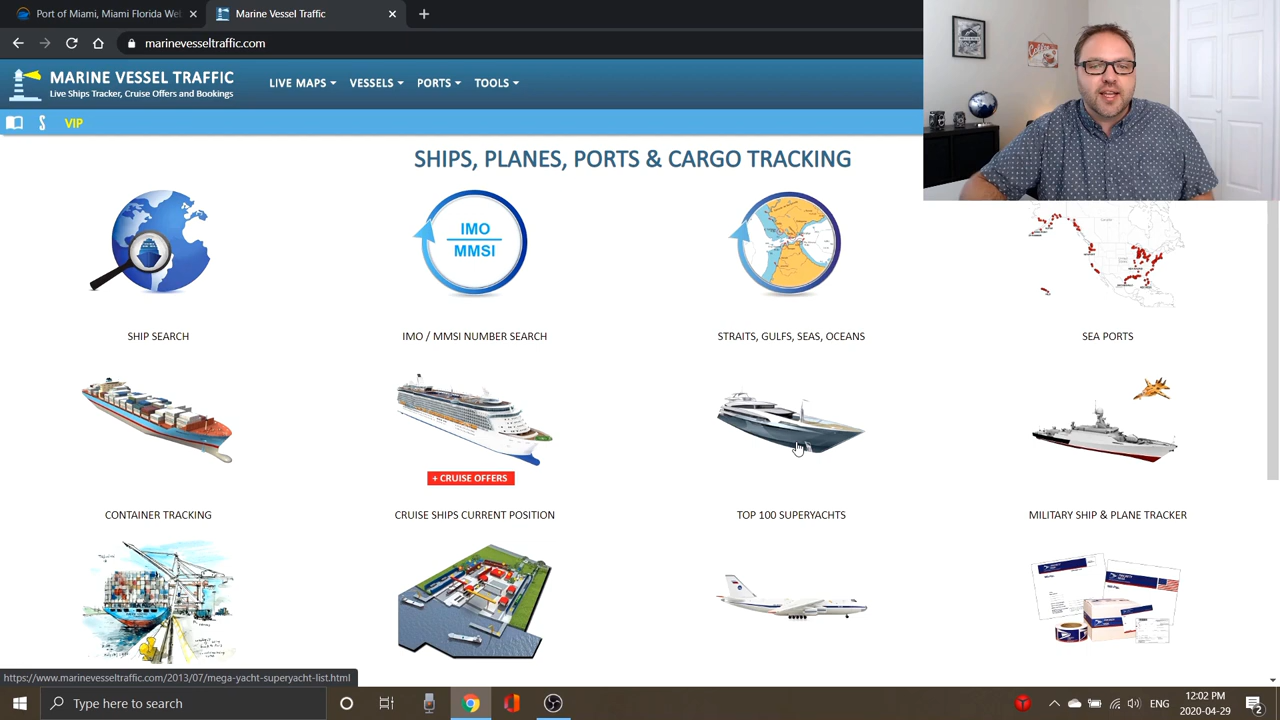 Port of Miami, Miami Florida We
Marine Vessel Traffic
marinevesseltraffic.com
MARINE VESSEL TRAFFIC
Live Ships Tracker, Cruise Offers and Bookings
LIVE MAPS
VESSELS
PORTS
TOOLS
VIP
SHIPS, PLANES, PORTS & CARGO TRACKING
IMO
MMSI
SHIP SEARCH
IMO / MMSI NUMBER SEARCH
STRAITS, GULFS, SEAS, OCEANS
SEA PORTS
+ CRUISE OFFERS
CONTAINER TRACKING
CRUISE SHIPS CURRENT POSITION
TOP 100 SUPERYACHTS
MILITARY SHIP & PLANE TRACKER
https://www.marinevesseltraffic.com/2013/07/mega-yacht-superyacht-list.html
Type here to search
ENG
12:02 PM
2020-04-29
2